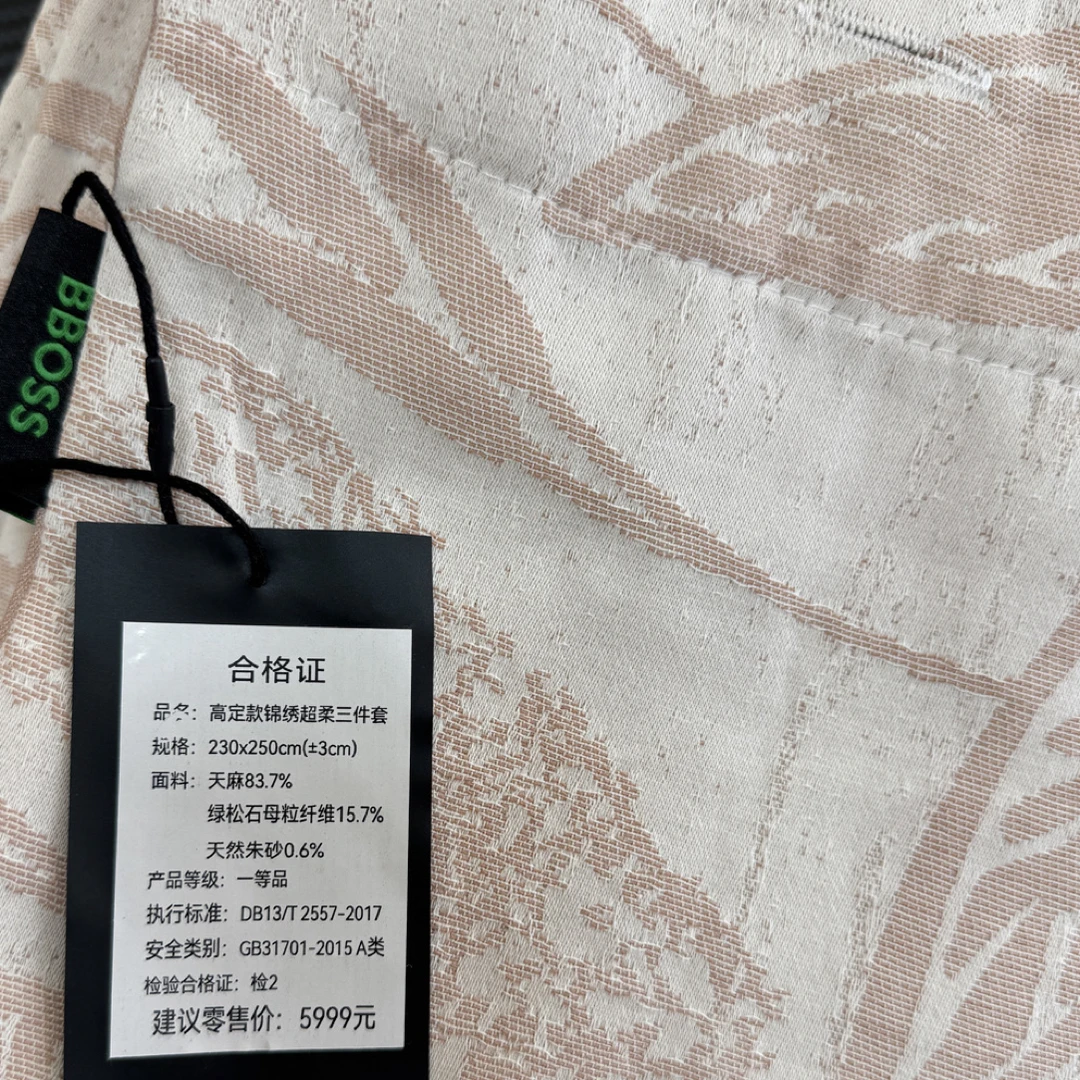 BBOSS
合格证
品名：高定款锦绣超柔三件套
规格：230x250cm(±3cm)
面料：天麻83.7%
绿松石母粒纤维15.7%
天然朱砂0.6%
产品等级：一等品
执行标准：DB13/T 2557-2017
安全类别：GB31701-2015 A类
检验合格证：检2
建议零售价：5999元